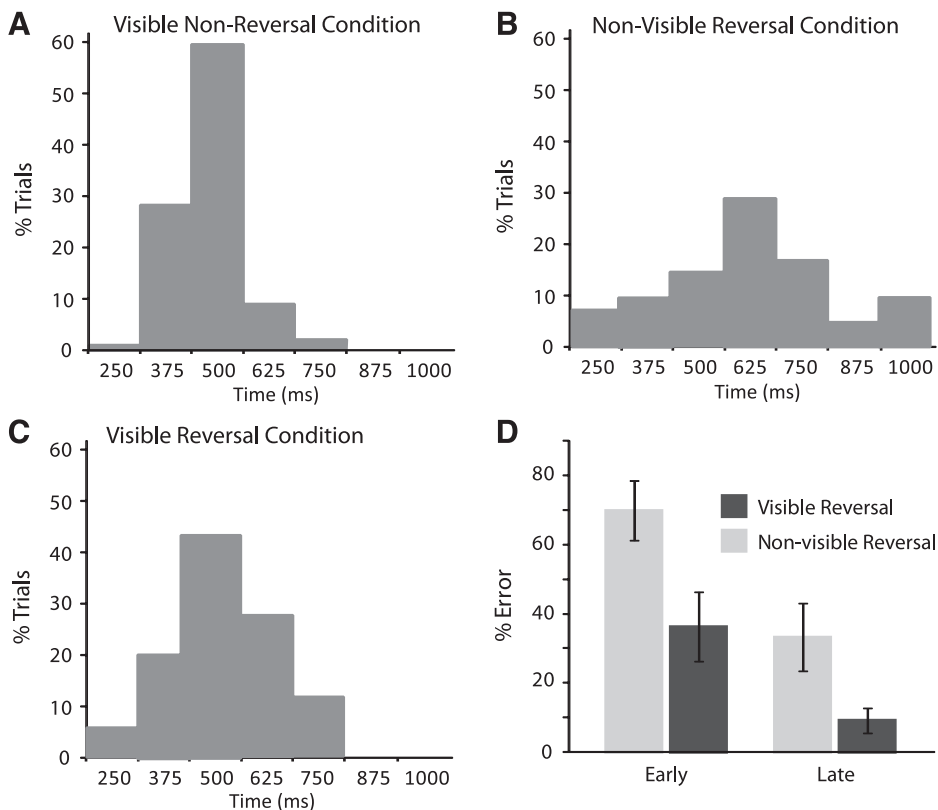 A
Visible Non-Reversal Condition
60
50
40
30
20
10
0
% Trials
250 375 500 625 750 875 1000
Time (ms)
B
Non-Visible Reversal Condition
60
50
40
30
20
10
0
% Trials
250 375 500 625 750 875 1000
Time (ms)
C
Visible Reversal Condition
60
50
40
30
20
10
0
% Trials
250 375 500 625 750 875 1000
Time (ms)
D
80
60
40
20
0
% Error
Visible Reversal
Non-visible Reversal
Early Late